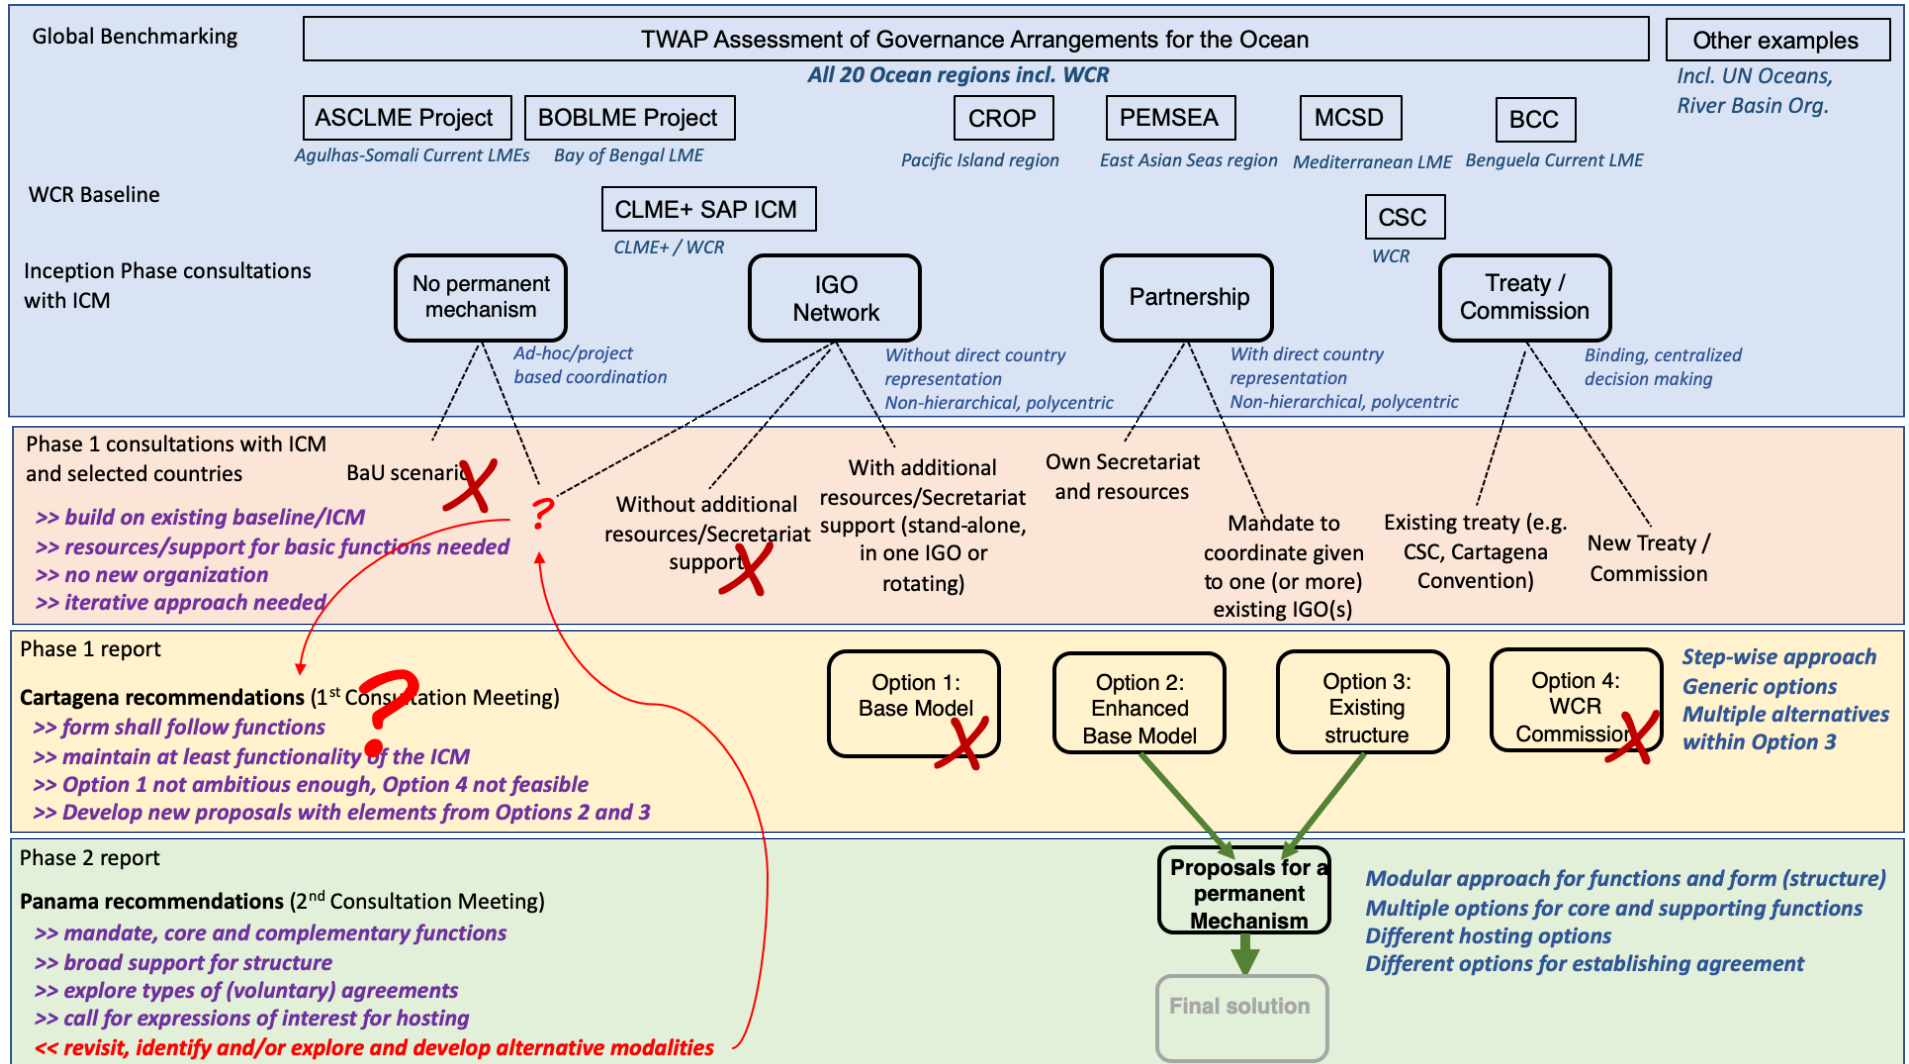 Global Benchmarking
TWAP Assessment of Governance Arrangements for the Ocean
Other examples
All 20 Ocean regions incl. WCR
Incl. UN Oceans,
River Basin Org.
ASCLME Project
BOBLME Project
CROP
PEMSEA
MCSD
BCC
Agulhas-Somali Current LMEs
Bay of Bengal LME
Pacific Island region
East Asian Seas region
Mediterranean LME
Benguela Current LME
WCR Baseline
CLME+ SAP ICM
CSC
CLME+ / WCR
WCR
Inception Phase consultations
with ICM
No permanent
mechanism
IGO
Network
Partnership
Treaty /
Commission
Ad-hoc/project
based coordination
Without direct country
representation
Non-hierarchical, polycentric
With direct country
representation
Non-hierarchical, polycentric
Binding, centralized
decision making
Phase 1 consultations with ICM
and selected countries
>> build on existing baseline/ICM
>> resources/support for basic functions needed
>> no new organization
>> iterative approach needed
BaU scenario
X
?
Without additional
resources/Secretariat
support
X
With additional
resources/Secretariat
support (stand-alone,
in one IGO or
rotating)
Own Secretariat
and resources
Mandate to
coordinate given
to one (or more)
existing IGO(s)
Existing treaty (e.g.
CSC, Cartagena
Convention)
New Treaty /
Commission
Phase 1 report
Cartagena recommendations (1st Consultation Meeting)
>> form shall follow functions
>> maintain at least functionality of the ICM
>> Option 1 not ambitious enough, Option 4 not feasible
>> Develop new proposals with elements from Options 2 and 3
?
Option 1:
Base Model
X
Option 2:
Enhanced
Base Model
Option 3:
Existing
structure
Option 4:
WCR
Commission
X
Step-wise approach
Generic options
Multiple alternatives
within Option 3
Phase 2 report
Panama recommendations (2nd Consultation Meeting)
>> mandate, core and complementary functions
>> broad support for structure
>> explore types of (voluntary) agreements
>> call for expressions of interest for hosting
<< revisit, identify and/or explore and develop alternative modalities
Proposals for a
permanent
Mechanism
Final solution
Modular approach for functions and form (structure)
Multiple options for core and supporting functions
Different hosting options
Different options for establishing agreement